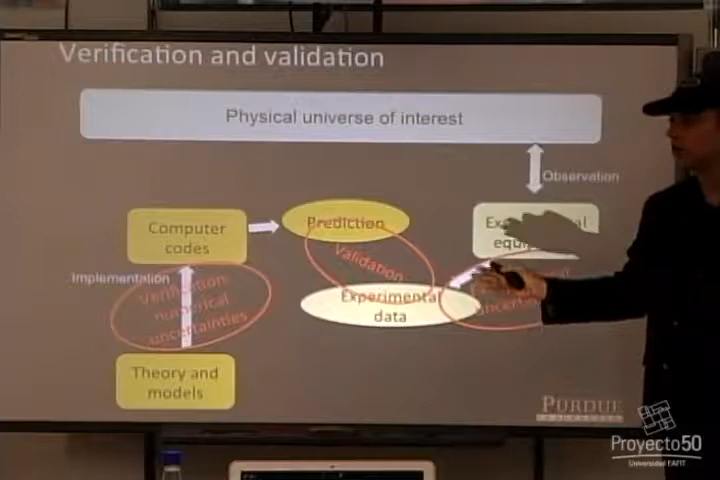 Verification and validation
Physical universe of interest
Observation
Computer
codes
Prediction
Implementation
Validation
Verification
numerical
uncertainties
Experimental
data
Theory and
models
PURDUE
Proyecto50
Universidad EAFIT